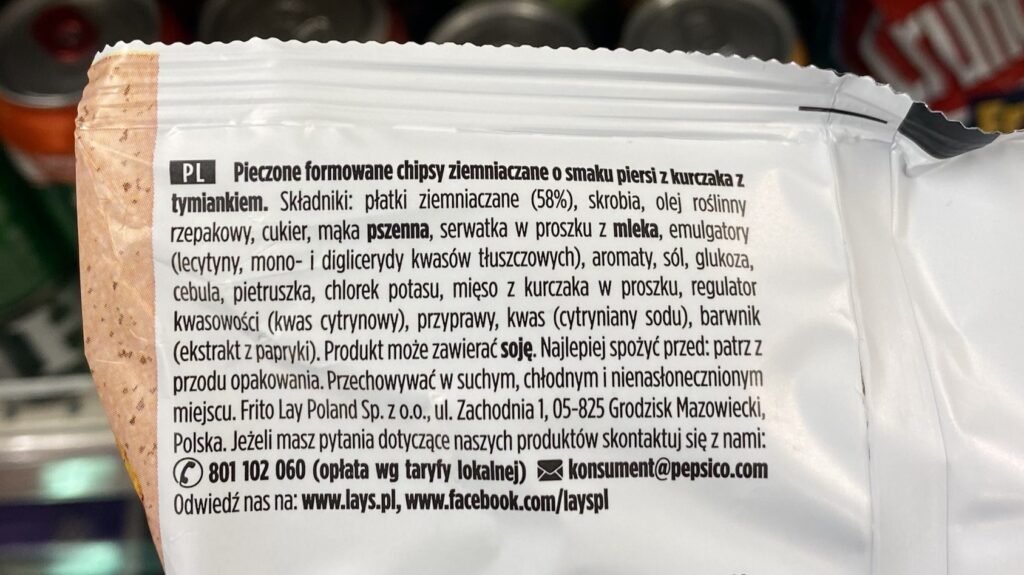 PL Pieczone formowane chipsy ziemniaczane o smaku piersi z kurczaka z
tymiankiem. Składniki: płatki ziemniaczane (58%), skrobia, olej roślinny
rzepakowy, cukier, mąka pszenna, serwatka w proszku z mleka, emulgatory
(lecytyny, mono- i diglicerydy kwasów tłuszczowych), aromaty, sól, glukoza,
cebula, pietruszka, chlorek potasu, mięso z kurczaka w proszku, regulator
kwasowości (kwas cytrynowy), przyprawy, kwas (cytryniany sodu), barwnik
(ekstrakt z papryki). Produkt może zawierać soję. Najlepiej spożyć przed: patrz z
przodu opakowania. Przechowywać w suchym, chłodnym i nienasłonecznionym
miejscu. Frito Lay Poland Sp. z o.o., ul. Zachodnia 1, 05-825 Grodzisk Mazowiecki,
Polska. Jeżeli masz pytania dotyczące naszych produktów skontaktuj się z nami:
801 102 060 (opłata wg taryfy lokalnej) konsument@pepsico.com
Odwiedź nas na: www.lays.pl, www.facebook.com/layspl